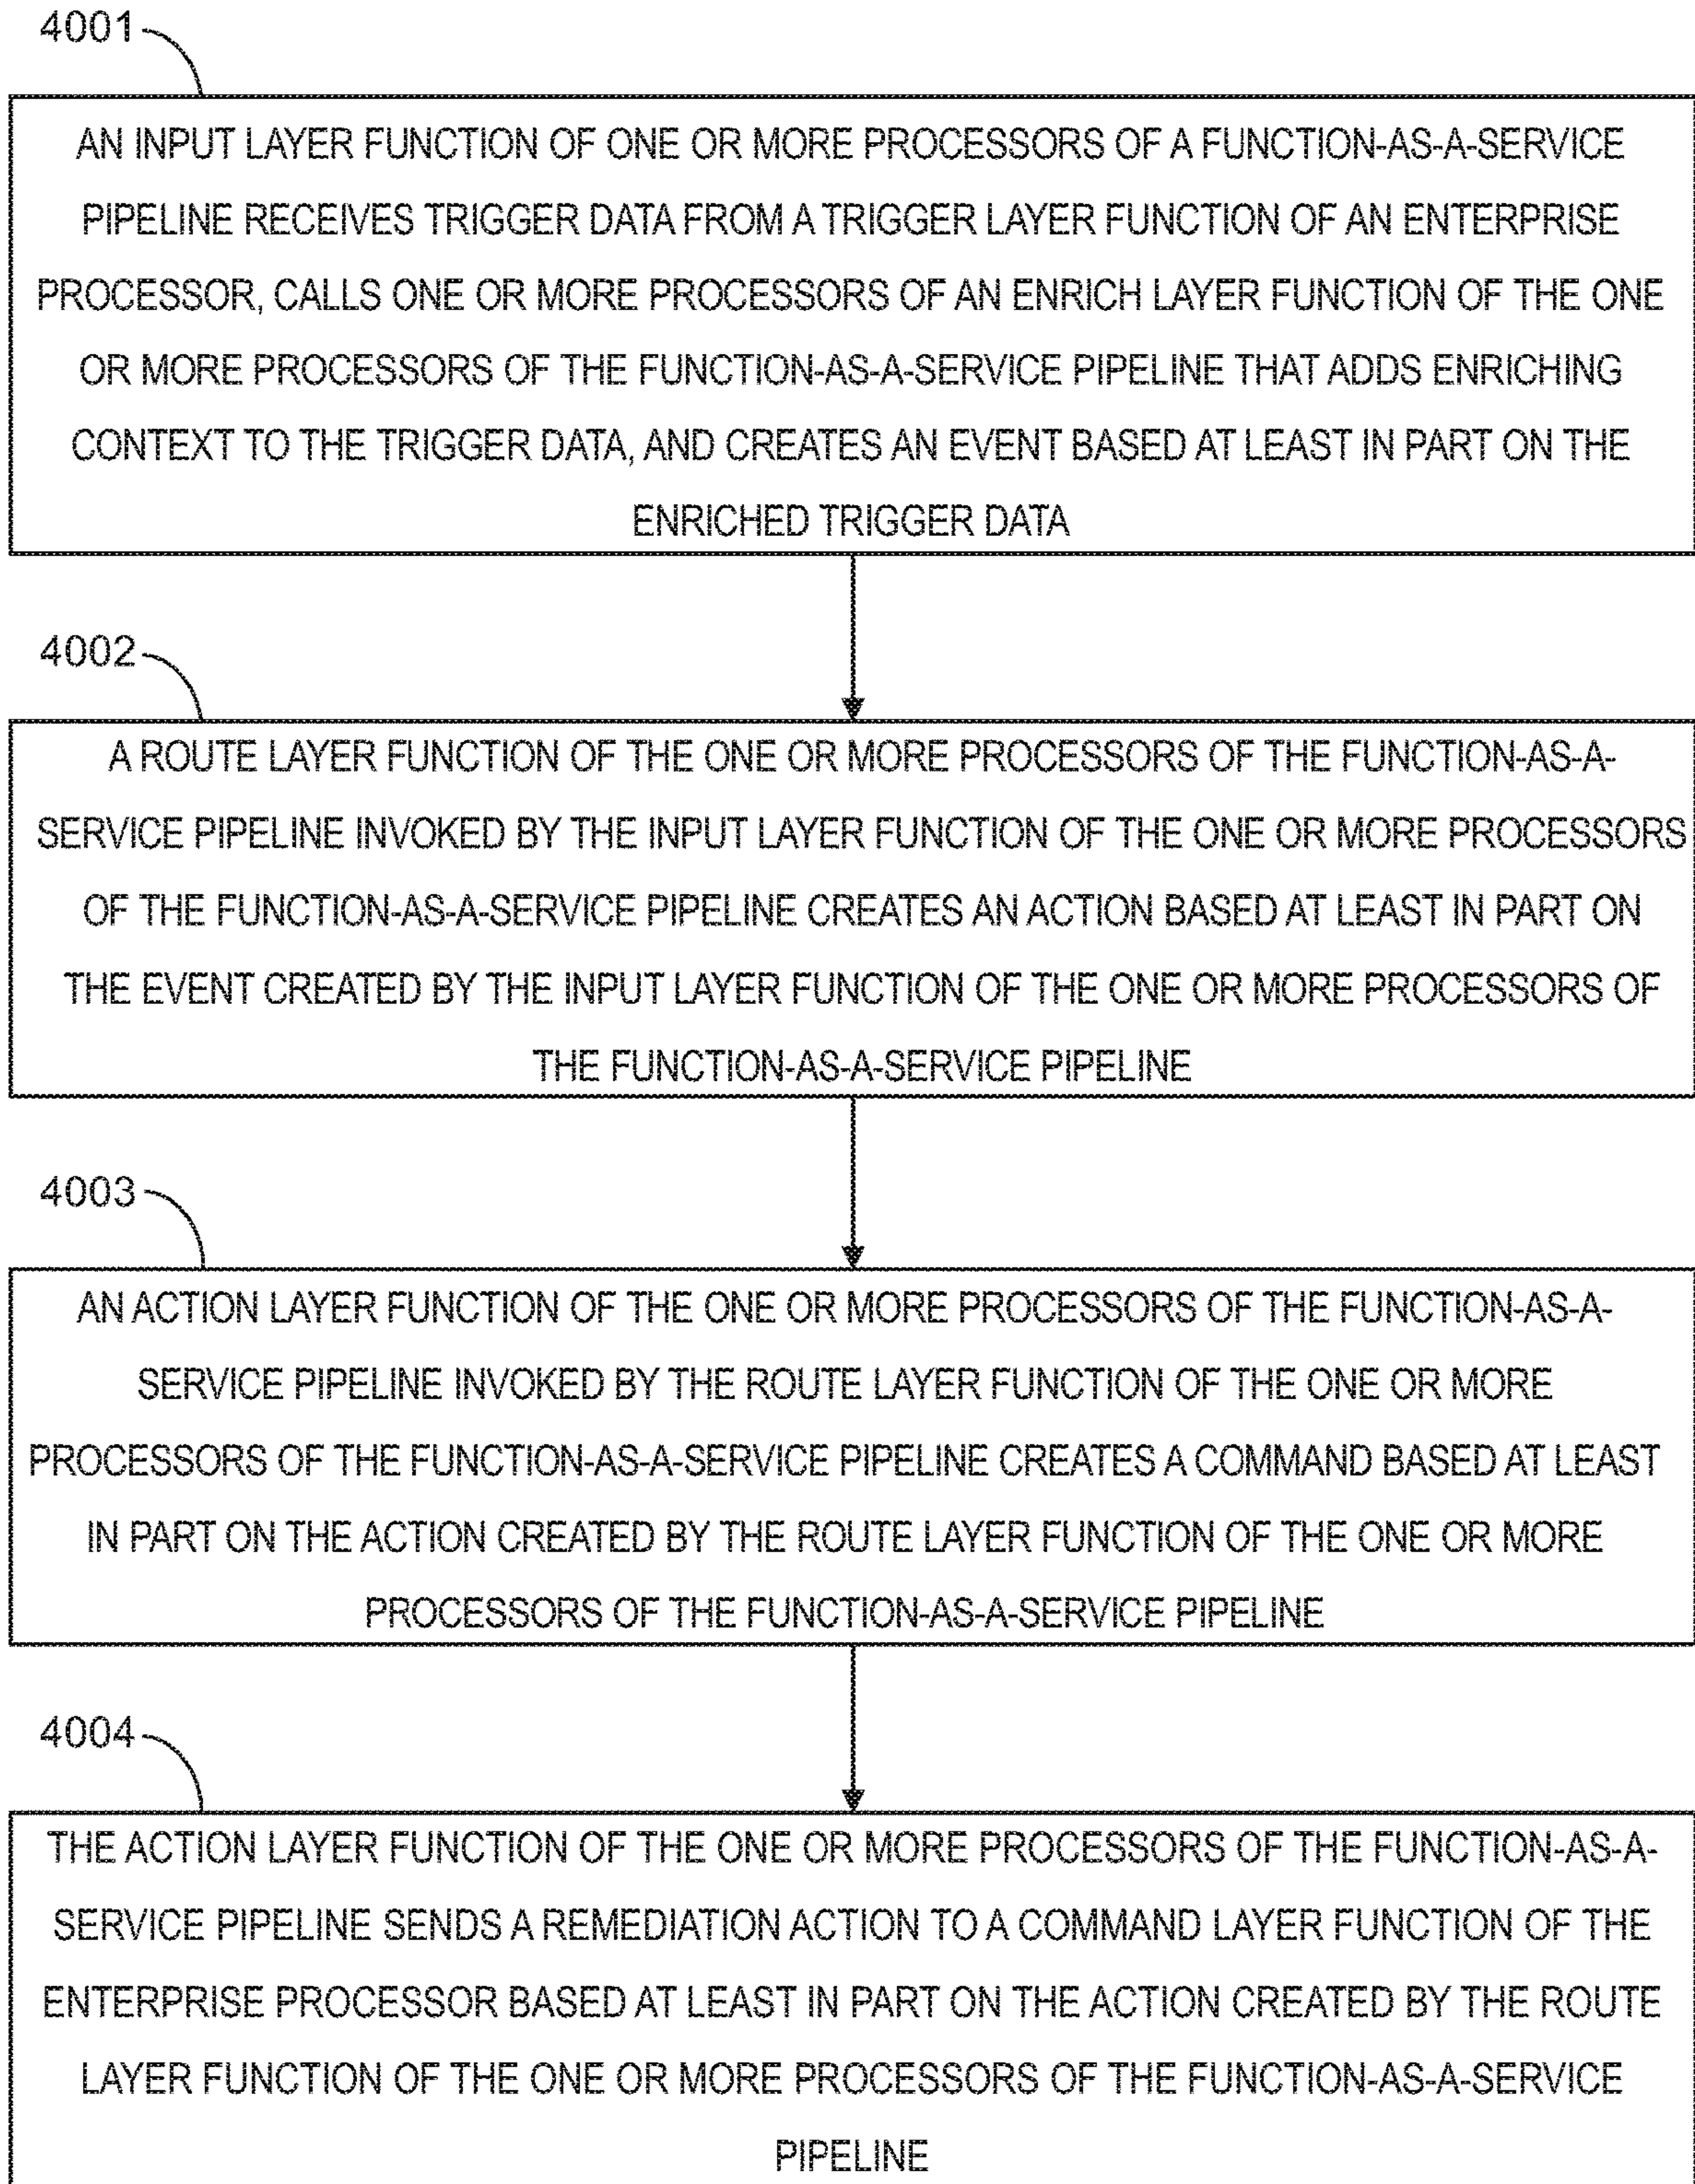 4001
AN INPUT LAYER FUNCTION OF ONE OR MORE PROCESSORS OF A FUNCTION-AS-A-SERVICE
PIPELINE RECEIVES TRIGGER DATA FROM A TRIGGER LAYER FUNCTION OF AN ENTERPRISE
PROCESSOR, CALLS ONE OR MORE PROCESSORS OF AN ENRICH LAYER FUNCTION OF THE ONE
OR MORE PROCESSORS OF THE FUNCTION-AS-A-SERVICE PIPELINE THAT ADDS ENRICHING
CONTEXT TO THE TRIGGER DATA, AND CREATES AN EVENT BASED AT LEAST IN PART ON THE
ENRICHED TRIGGER DATA
4002
A ROUTE LAYER FUNCTION OF THE ONE OR MORE PROCESSORS OF THE FUNCTION-AS-A-
SERVICE PIPELINE INVOKED BY THE INPUT LAYER FUNCTION OF THE ONE OR MORE PROCESSORS
OF THE FUNCTION-AS-A-SERVICE PIPELINE CREATES AN ACTION BASED AT LEAST IN PART ON
THE EVENT CREATED BY THE INPUT LAYER FUNCTION OF THE ONE OR MORE PROCESSORS OF
THE FUNCTION-AS-A-SERVICE PIPELINE
4003
AN ACTION LAYER FUNCTION OF THE ONE OR MORE PROCESSORS OF THE FUNCTION-AS-A-
SERVICE PIPELINE INVOKED BY THE ROUTE LAYER FUNCTION OF THE ONE OR MORE
PROCESSORS OF THE FUNCTION-AS-A-SERVICE PIPELINE CREATES A COMMAND BASED AT LEAST
IN PART ON THE ACTION CREATED BY THE ROUTE LAYER FUNCTION OF THE ONE OR MORE
PROCESSORS OF THE FUNCTION-AS-A-SERVICE PIPELINE
4004
THE ACTION LAYER FUNCTION OF THE ONE OR MORE PROCESSORS OF THE FUNCTION-AS-A-
SERVICE PIPELINE SENDS A REMEDIATION ACTION TO A COMMAND LAYER FUNCTION OF THE
ENTERPRISE PROCESSOR BASED AT LEAST IN PART ON THE ACTION CREATED BY THE ROUTE
LAYER FUNCTION OF THE ONE OR MORE PROCESSORS OF THE FUNCTION-AS-A-SERVICE
PIPELINE